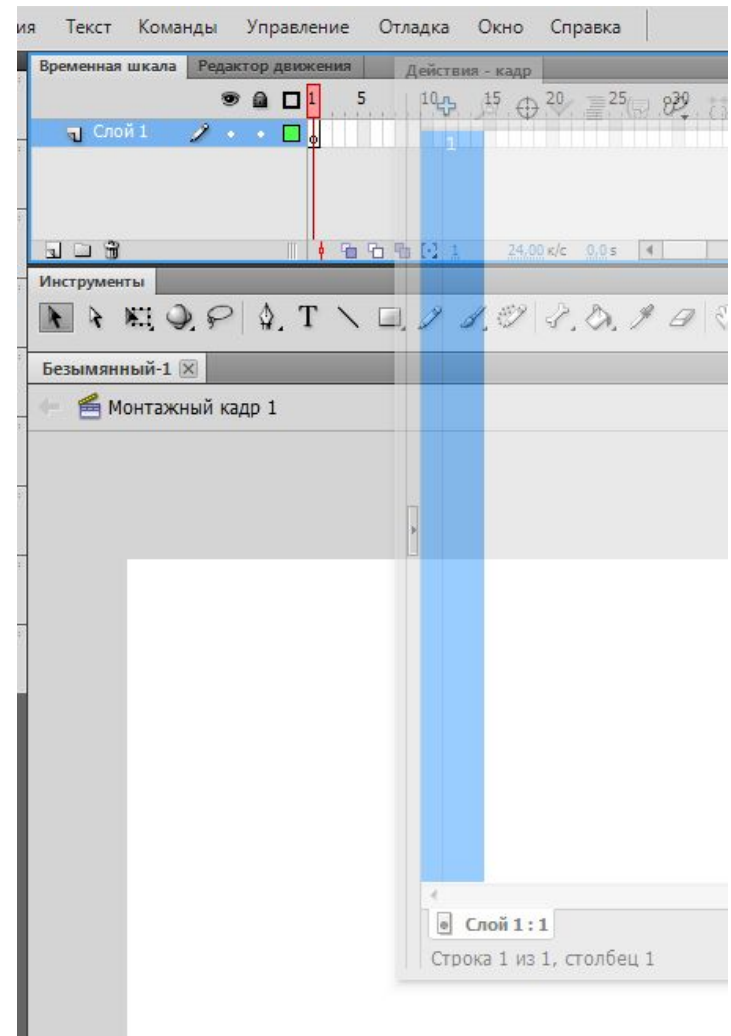 ия Текст Команды Управление Отладка Окно Справка
Временная шкала Редактор движения Действия - кадр
1 5 10 15 20 25 30
Слой 1 1
1 24,00 к/с 0,0 s
Инструменты
Безымянный-1
Монтажный кадр 1
Слой 1 : 1
Строка 1 из 1, столбец 1